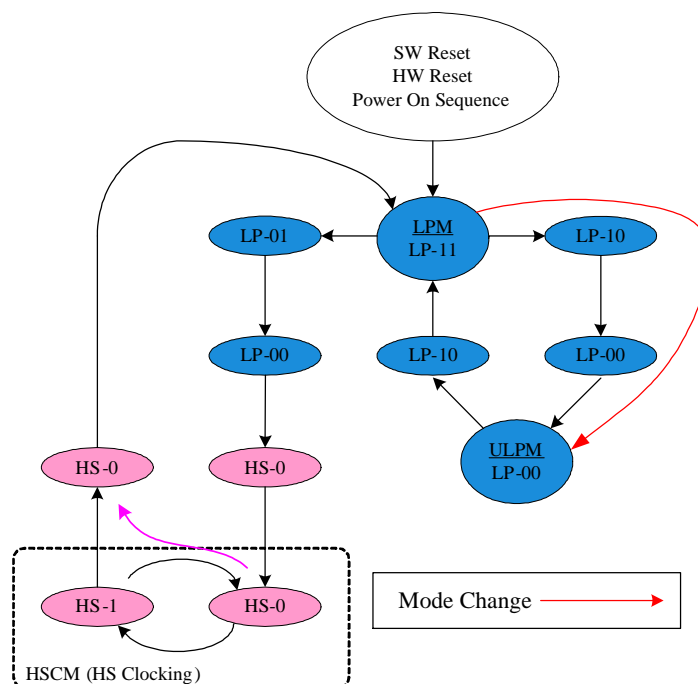 SW Reset
HW Reset
Power On Sequence
LPM
LP-11
LP-01
LP-10
LP-00
LP-10
LP-00
ULPM
LP-00
HS-0
HS-0
HS-1
HS-0
HSCM (HS Clocking)
Mode Change